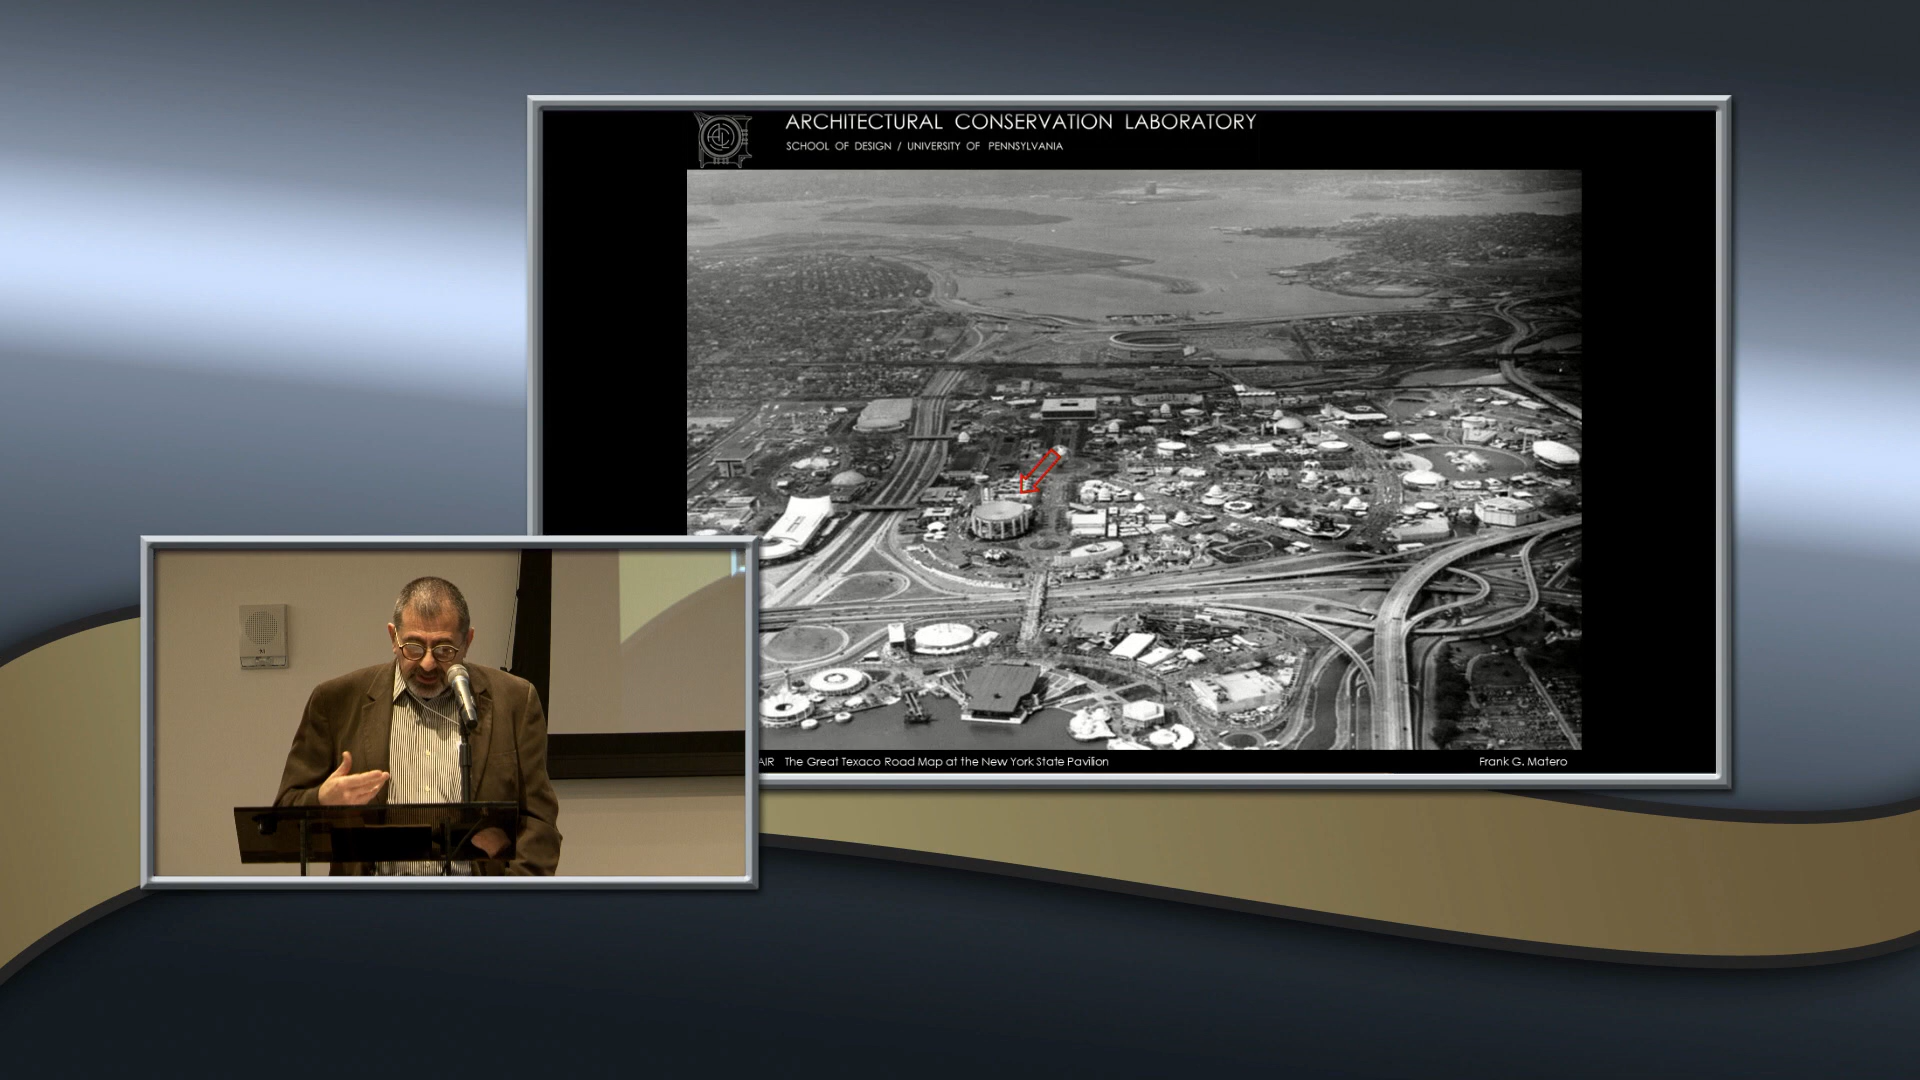 ARCHITECTURAL CONSERVATION LABORATORY
SCHOOL OF DESIGN / UNIVERSITY OF PENNSYLVANIA
AIR The Great Texaco Road Map at the New York State Pavilion
Frank G. Matero